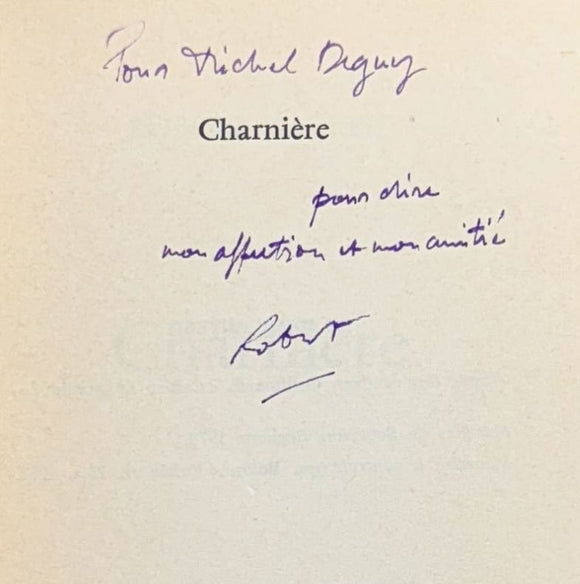 Pour Michel Deguy
Charnière
pour dire
mon affection et mon amitié
Robert